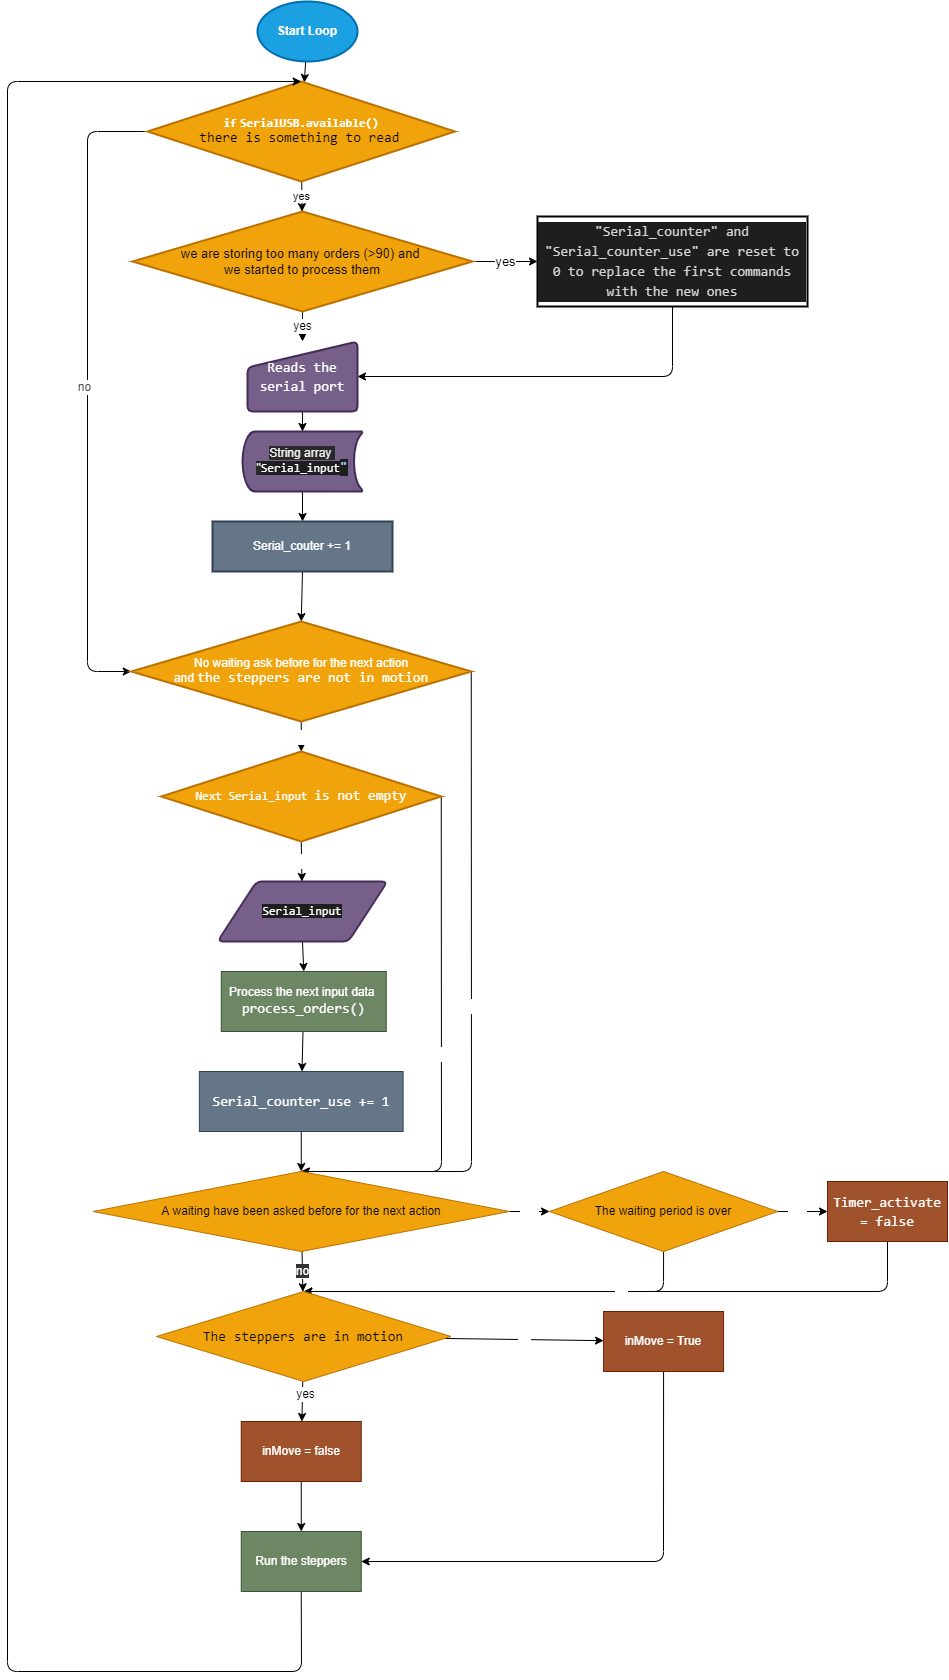 Start Loop
if SerialUSB.available()
there is something to read
yes
we are storing too many orders (>90) and
we started to process them
yes
"Serial_counter" and
"Serial_counter_use" are reset to
0 to replace the first commands
with the new ones
yes
Reads the
serial port
no
String array
"Serial_input"
Serial_couter += 1
No waiting ask before for the next action
and the steppers are not in motion
Next Serial_input is not empty
Serial_input
Process the next input data
process_orders()
Serial_counter_use += 1
A waiting have been asked before for the next action
The waiting period is over
Timer_activate
= false
no
The steppers are in motion
inMove = True
yes
inMove = false
Run the steppers